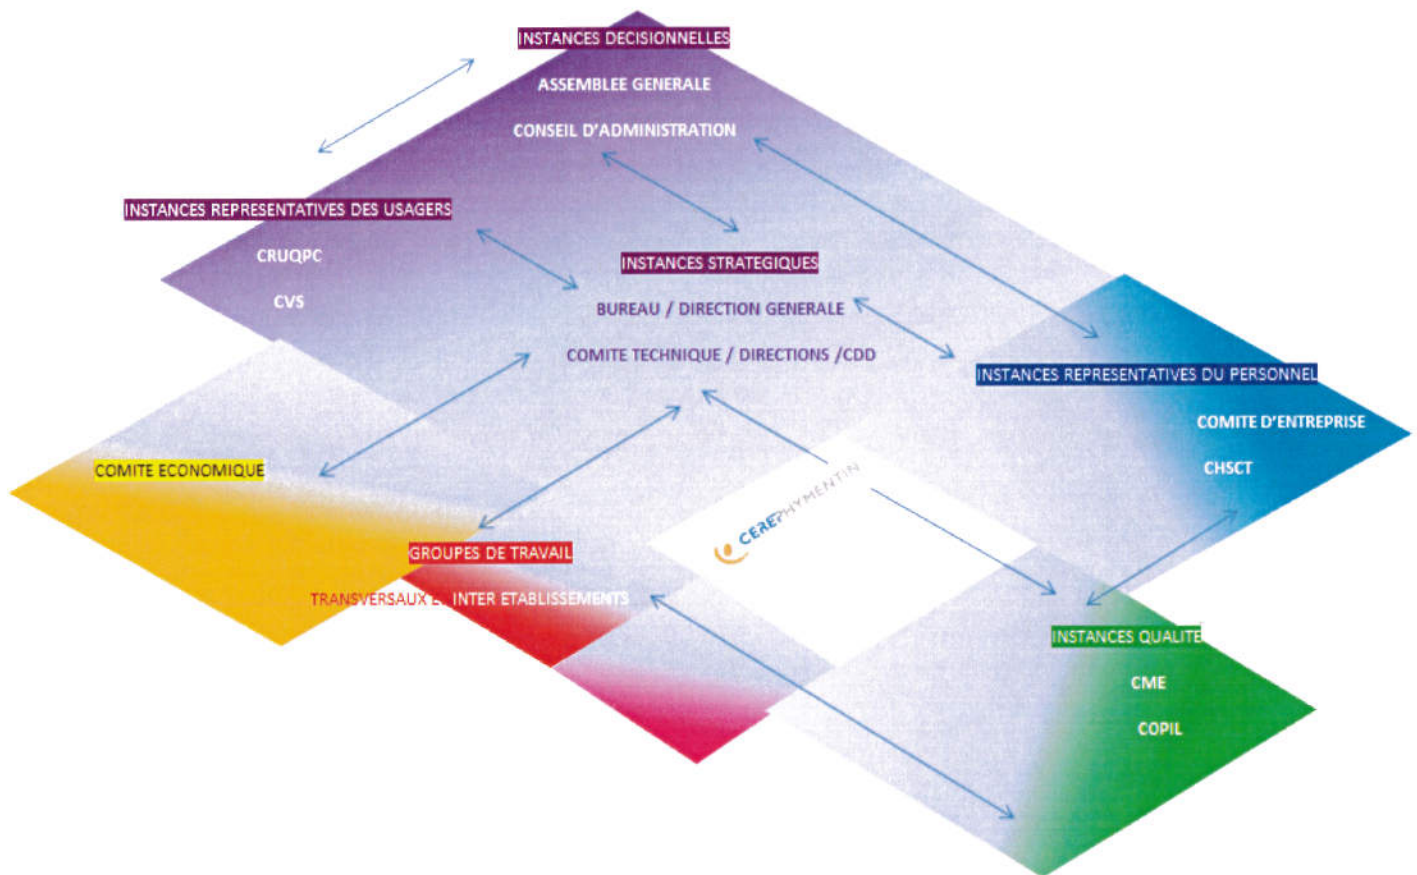 INSTANCES DECISIONNELLES
ASSEMBLEE GENERALE
CONSEIL D'ADMINISTRATION
INSTANCES REPRESENTATIVES DES USAGERS
CRUQPC
CVS
INSTANCES STRATEGIQUES
BUREAU / DIRECTION GENERALE
COMITE TECHNIQUE / DIRECTIONS /CDD
INSTANCES REPRESENTATIVES DU PERSONNEL
COMITE D'ENTREPRISE
CHSCT
COMITE ECONOMIQUE
CEREPHYMENTIN
GROUPES DE TRAVAIL
TRANSVERSAUX ET INTER ETABLISSEMENTS
INSTANCES QUALITE
CME
COPIL